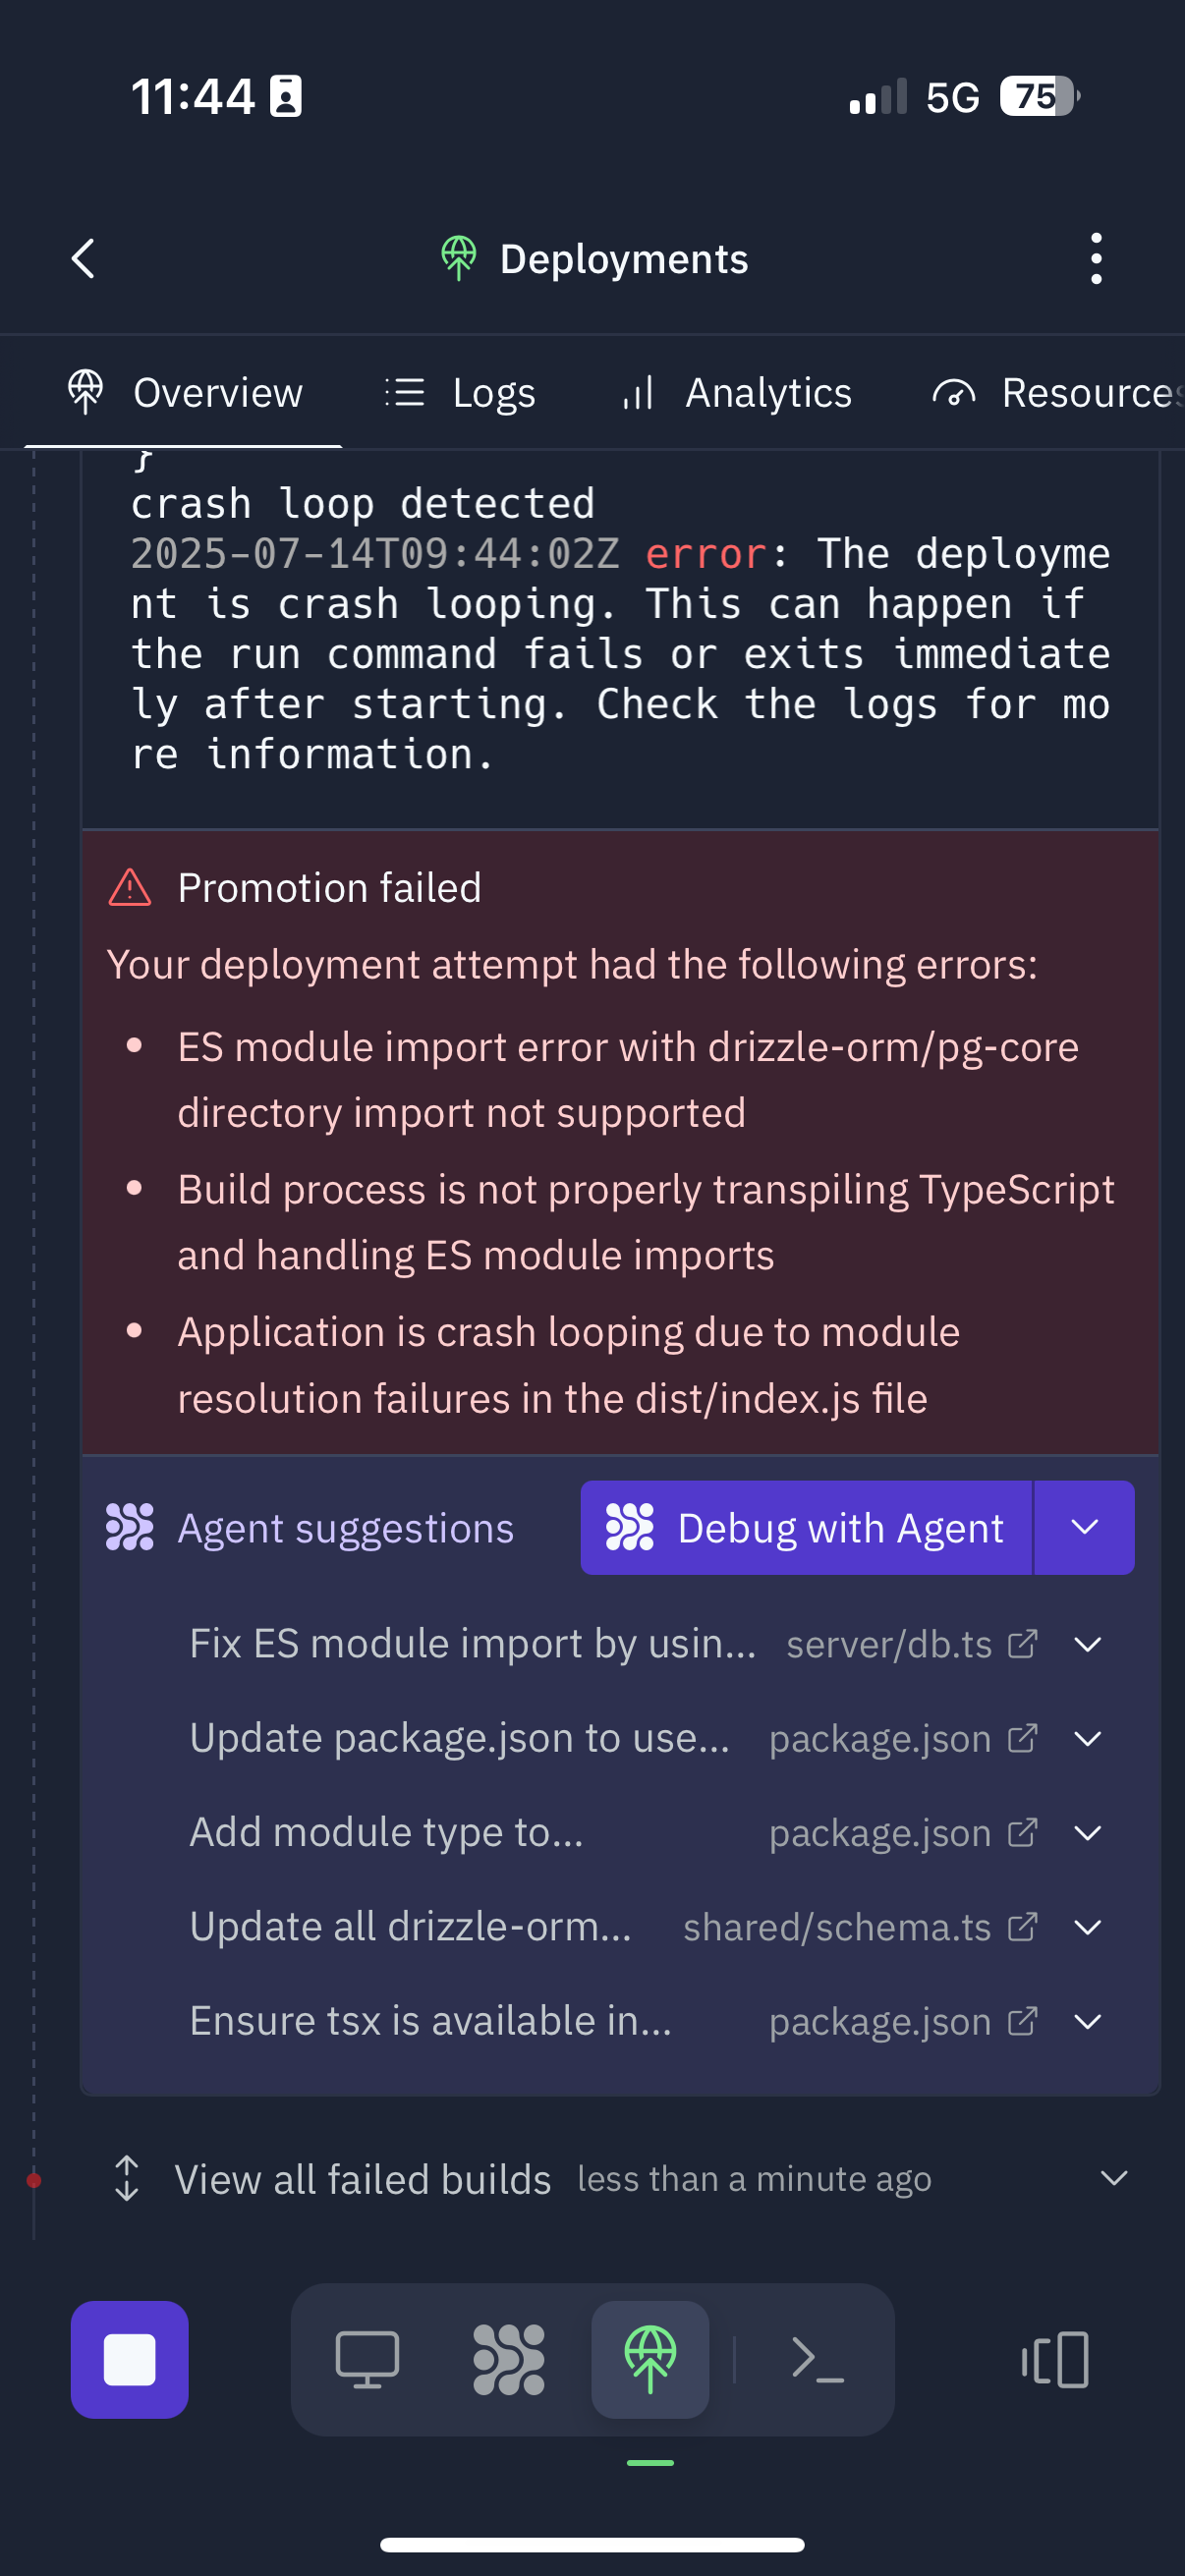 11:44
5G 75
Deployments
Overview Logs Analytics Resources
}
crash loop detected
2025-07-14T09:44:02Z error: The deployme
nt is crash looping. This can happen if
the run command fails or exits immediate
ly after starting. Check the logs for mo
re information.
Promotion failed
Your deployment attempt had the following errors:
• ES module import error with drizzle-orm/pg-core
directory import not supported
• Build process is not properly transpiling TypeScript
and handling ES module imports
• Application is crash looping due to module
resolution failures in the dist/index.js file
Agent suggestions Debug with Agent
Fix ES module import by usin... server/db.ts
Update package.json to use... package.json
Add module type to... package.json
Update all drizzle-orm... shared/schema.ts
Ensure tsx is available in... package.json
View all failed builds less than a minute ago